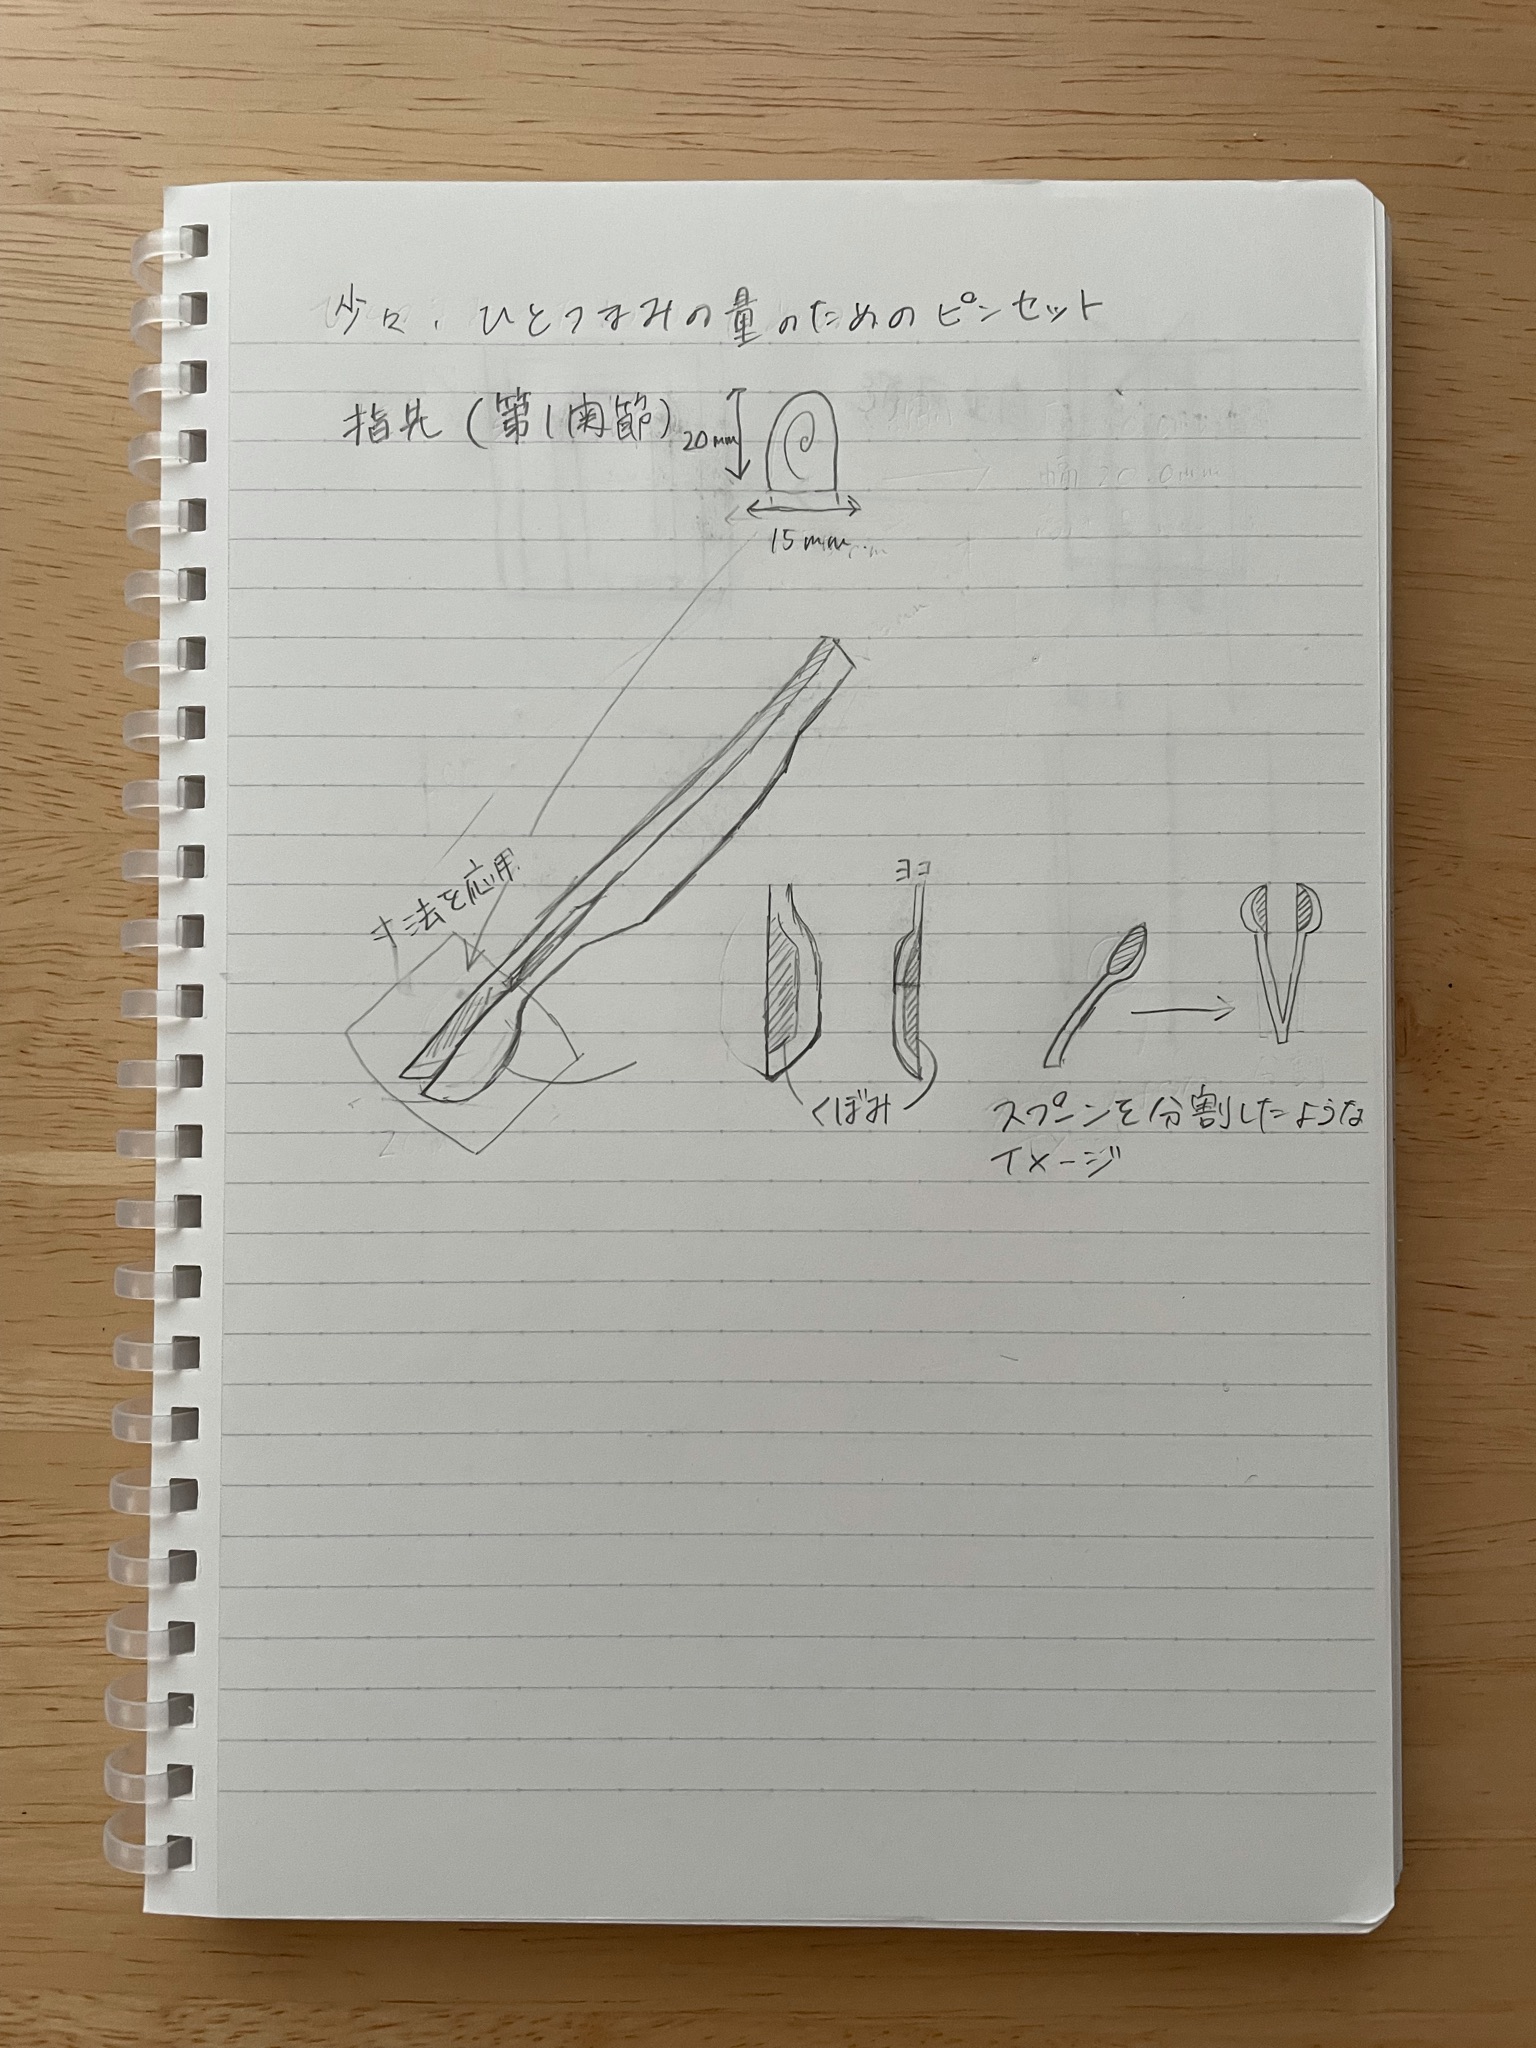 少々、ひとつまみの量のためのピンセット
指先(第1関節)
20mm
15mm
寸法を応用
ヨコ
くぼみ
スプーンを分割したような
イメージ